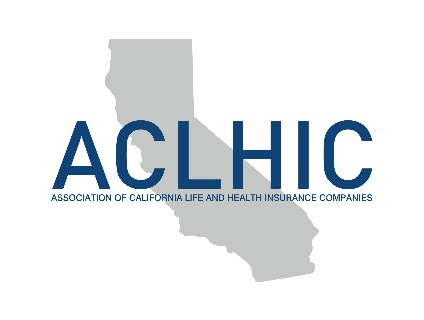 ACLHIC
ASSOCIATION OF CALIFORNIA LIFE AND HEALTH INSURANCE COMPANIES